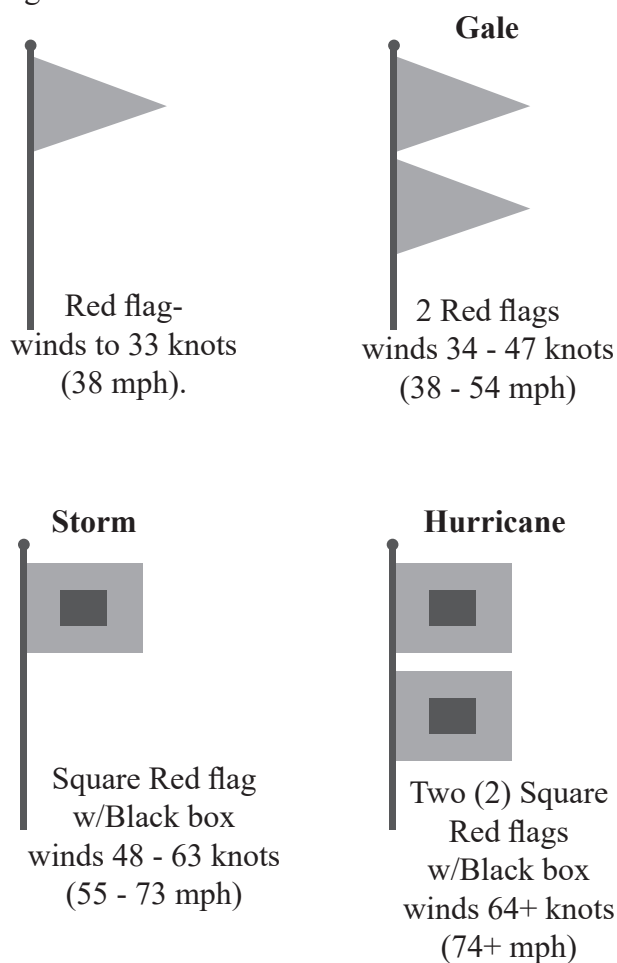 Gale
Red flag-
winds to 33 knots
(38 mph).
2 Red flags
winds 34 - 47 knots
(38 - 54 mph)
Storm
Square Red flag
w/Black box
winds 48 - 63 knots
(55 - 73 mph)
Hurricane
Two (2) Square
Red flags
w/Black box
winds 64+ knots
(74+ mph)